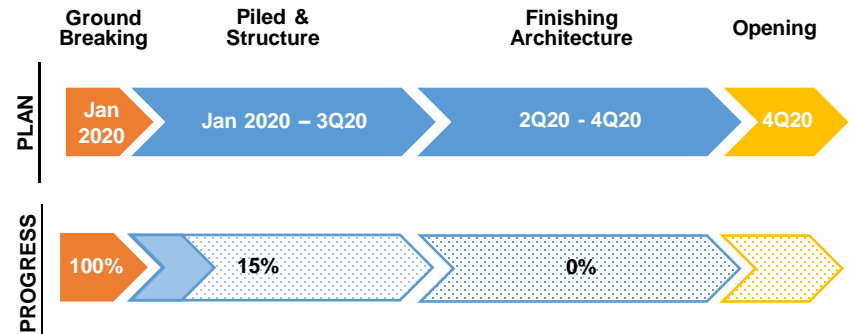 Ground
Breaking
Piled &
Structure
Finishing
Architecture
Opening
PLAN
Jan
2020
Jan 2020 – 3Q20
2Q20 - 4Q20
4Q20
PROGRESS
100%
15%
0%